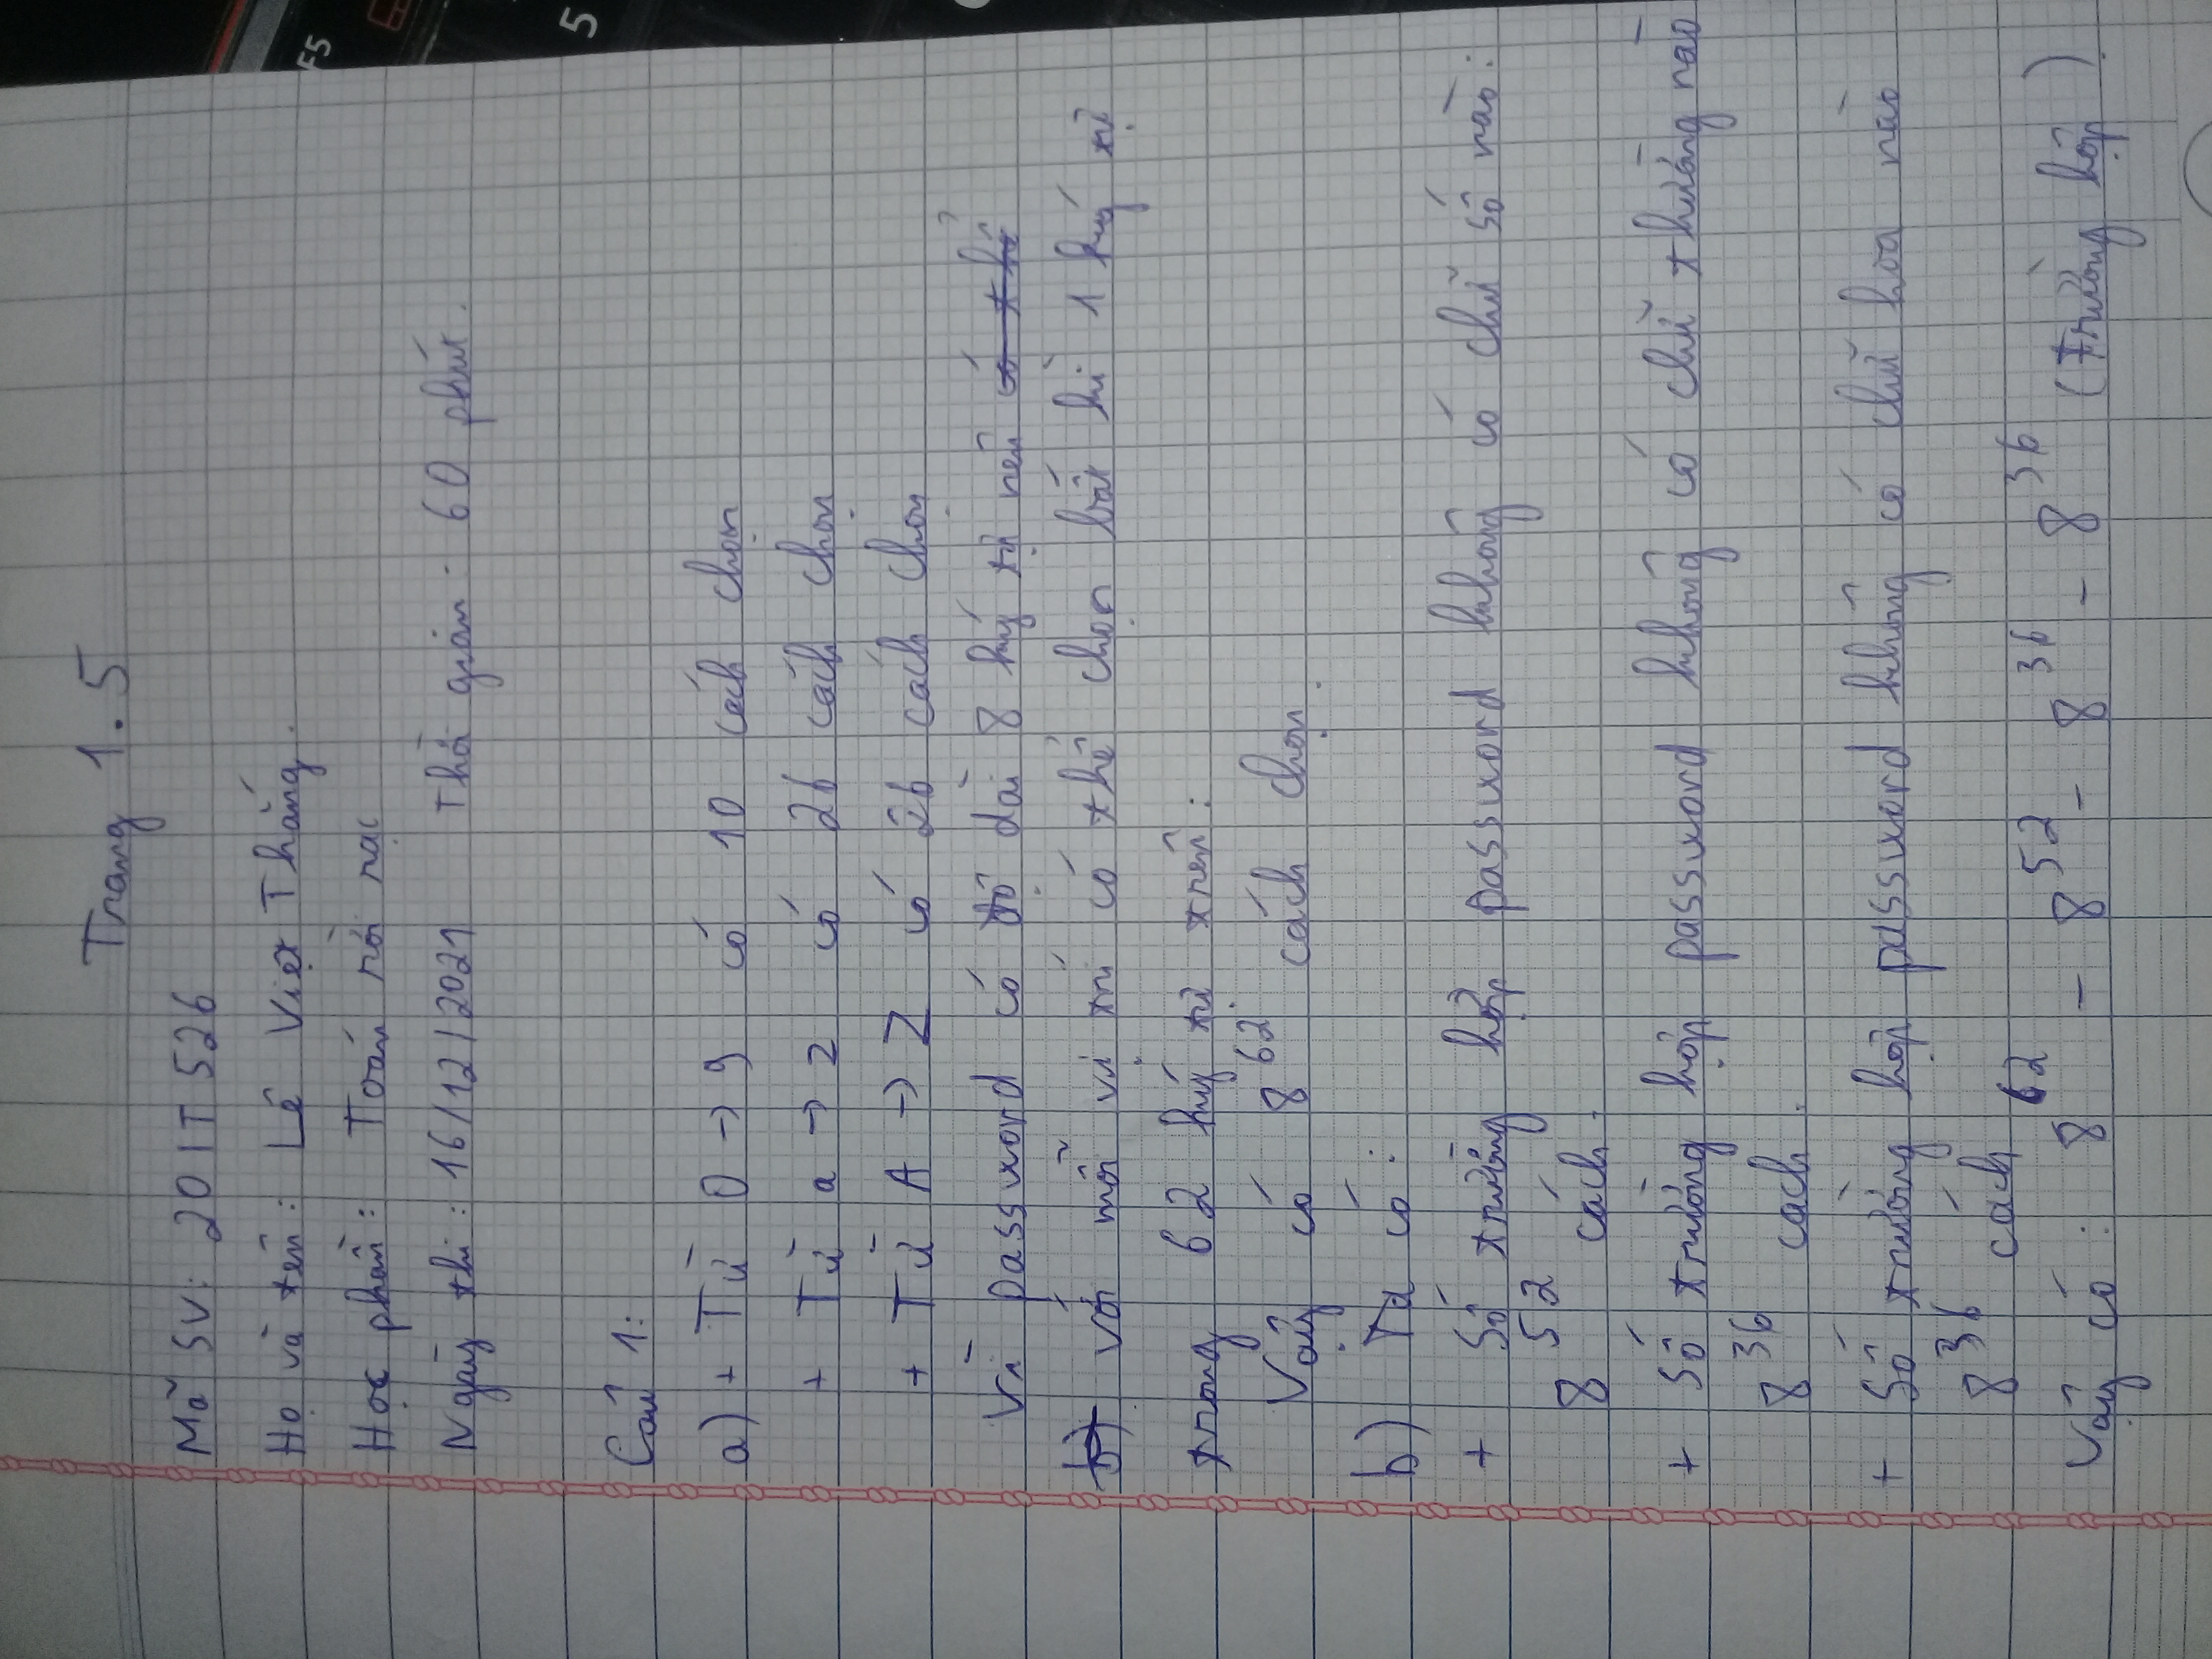 Trang 1.5
Mã SV: 20IT526
Họ và tên: Lê Việt Thắng.
Học phần: Toán rời rạc
Ngày thi: 16/12/2021 Thời gian: 60 phút.
Câu 1:
a) + Từ 0 → 9 có 10 cách chọn
+ Từ a → z có 26 cách chọn
+ Từ A → Z có 26 cách chọn
Vì password có độ dài 8 ký tự nên có thể
b) với mỗi vị trí có thể chọn bất kì 1 ký tự
trong 62 ký tự trên:
Vậy có 8^62 cách chọn
b) Ta có:
+ Số trường hợp password không có chữ số nào:
8^52 cách.
+ Số trường hợp password không có chữ thường nào
8^36 cách.
+ Số trường hợp password không có chữ hoa nào
8^36 cách
Vậy có: 8^62 - 8^52 - 8^36 - 8^36 (trường hợp)
F5
5